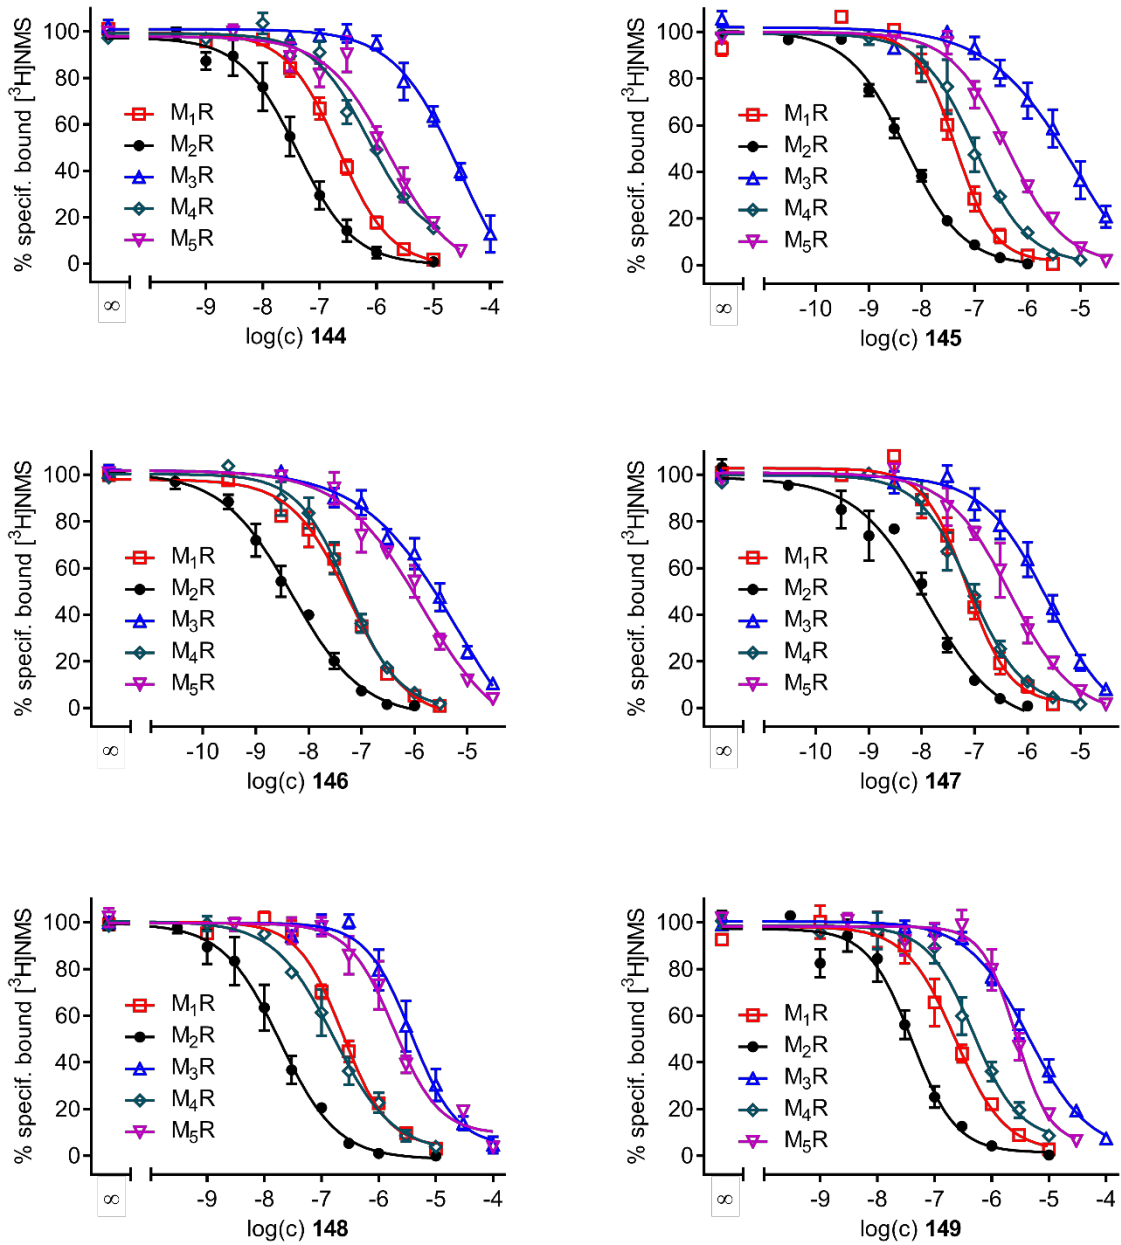 % specif. bound [³H]NMS
100
80
60
40
20
0
M₁R
M₂R
M₃R
M₄R
M₅R
∞
-9 -8 -7 -6 -5 -4
log(c) 144
% specif. bound [³H]NMS
100
80
60
40
20
0
M₁R
M₂R
M₃R
M₄R
M₅R
∞
-10 -9 -8 -7 -6 -5
log(c) 145
% specif. bound [³H]NMS
100
80
60
40
20
0
M₁R
M₂R
M₃R
M₄R
M₅R
∞
-10 -9 -8 -7 -6 -5
log(c) 146
% specif. bound [³H]NMS
100
80
60
40
20
0
M₁R
M₂R
M₃R
M₄R
M₅R
∞
-10 -9 -8 -7 -6 -5
log(c) 147
% specif. bound [³H]NMS
100
80
60
40
20
0
M₁R
M₂R
M₃R
M₄R
M₅R
∞
-9 -8 -7 -6 -5 -4
log(c) 148
% specif. bound [³H]NMS
100
80
60
40
20
0
M₁R
M₂R
M₃R
M₄R
M₅R
∞
-9 -8 -7 -6 -5 -4
log(c) 149